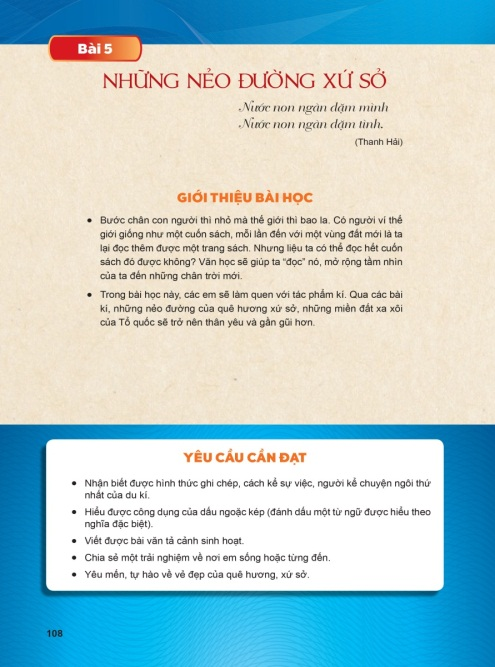 Bài 5
NHỮNG NẺO ĐƯỜNG XỨ SỞ
Nước non ngàn dặm mình
Nước non ngàn dặm tình.
(Thanh Hải)
GIỚI THIỆU BÀI HỌC
• Bước chân con người thì nhỏ mà thế giới thì bao la. Có người ví thế
giới giống như một cuốn sách, mỗi lần đến với một vùng đất mới là ta
lại đọc thêm được một trang sách. Nhưng liệu ta có thể đọc hết cuốn
sách đó được không? Văn học sẽ giúp ta “đọc” nó, mở rộng tầm nhìn
của ta đến những chân trời mới.
• Trong bài học này, các em sẽ làm quen với tác phẩm kí. Qua các bài
kí, những nẻo đường của quê hương xứ sở, những miền đất xa xôi
của Tổ quốc sẽ trở nên thân yêu và gần gũi hơn.
YÊU CẦU CẦN ĐẠT
• Nhận biết được hình thức ghi chép, cách kể sự việc, người kể chuyện ngôi thứ
nhất của du kí.
• Hiểu được công dụng của dấu ngoặc kép (đánh dấu một từ ngữ được hiểu theo
nghĩa đặc biệt).
• Viết được bài văn tả cảnh sinh hoạt.
• Chia sẻ một trải nghiệm về nơi em sống hoặc từng đến.
• Yêu mến, tự hào về vẻ đẹp của quê hương, xứ sở.
108